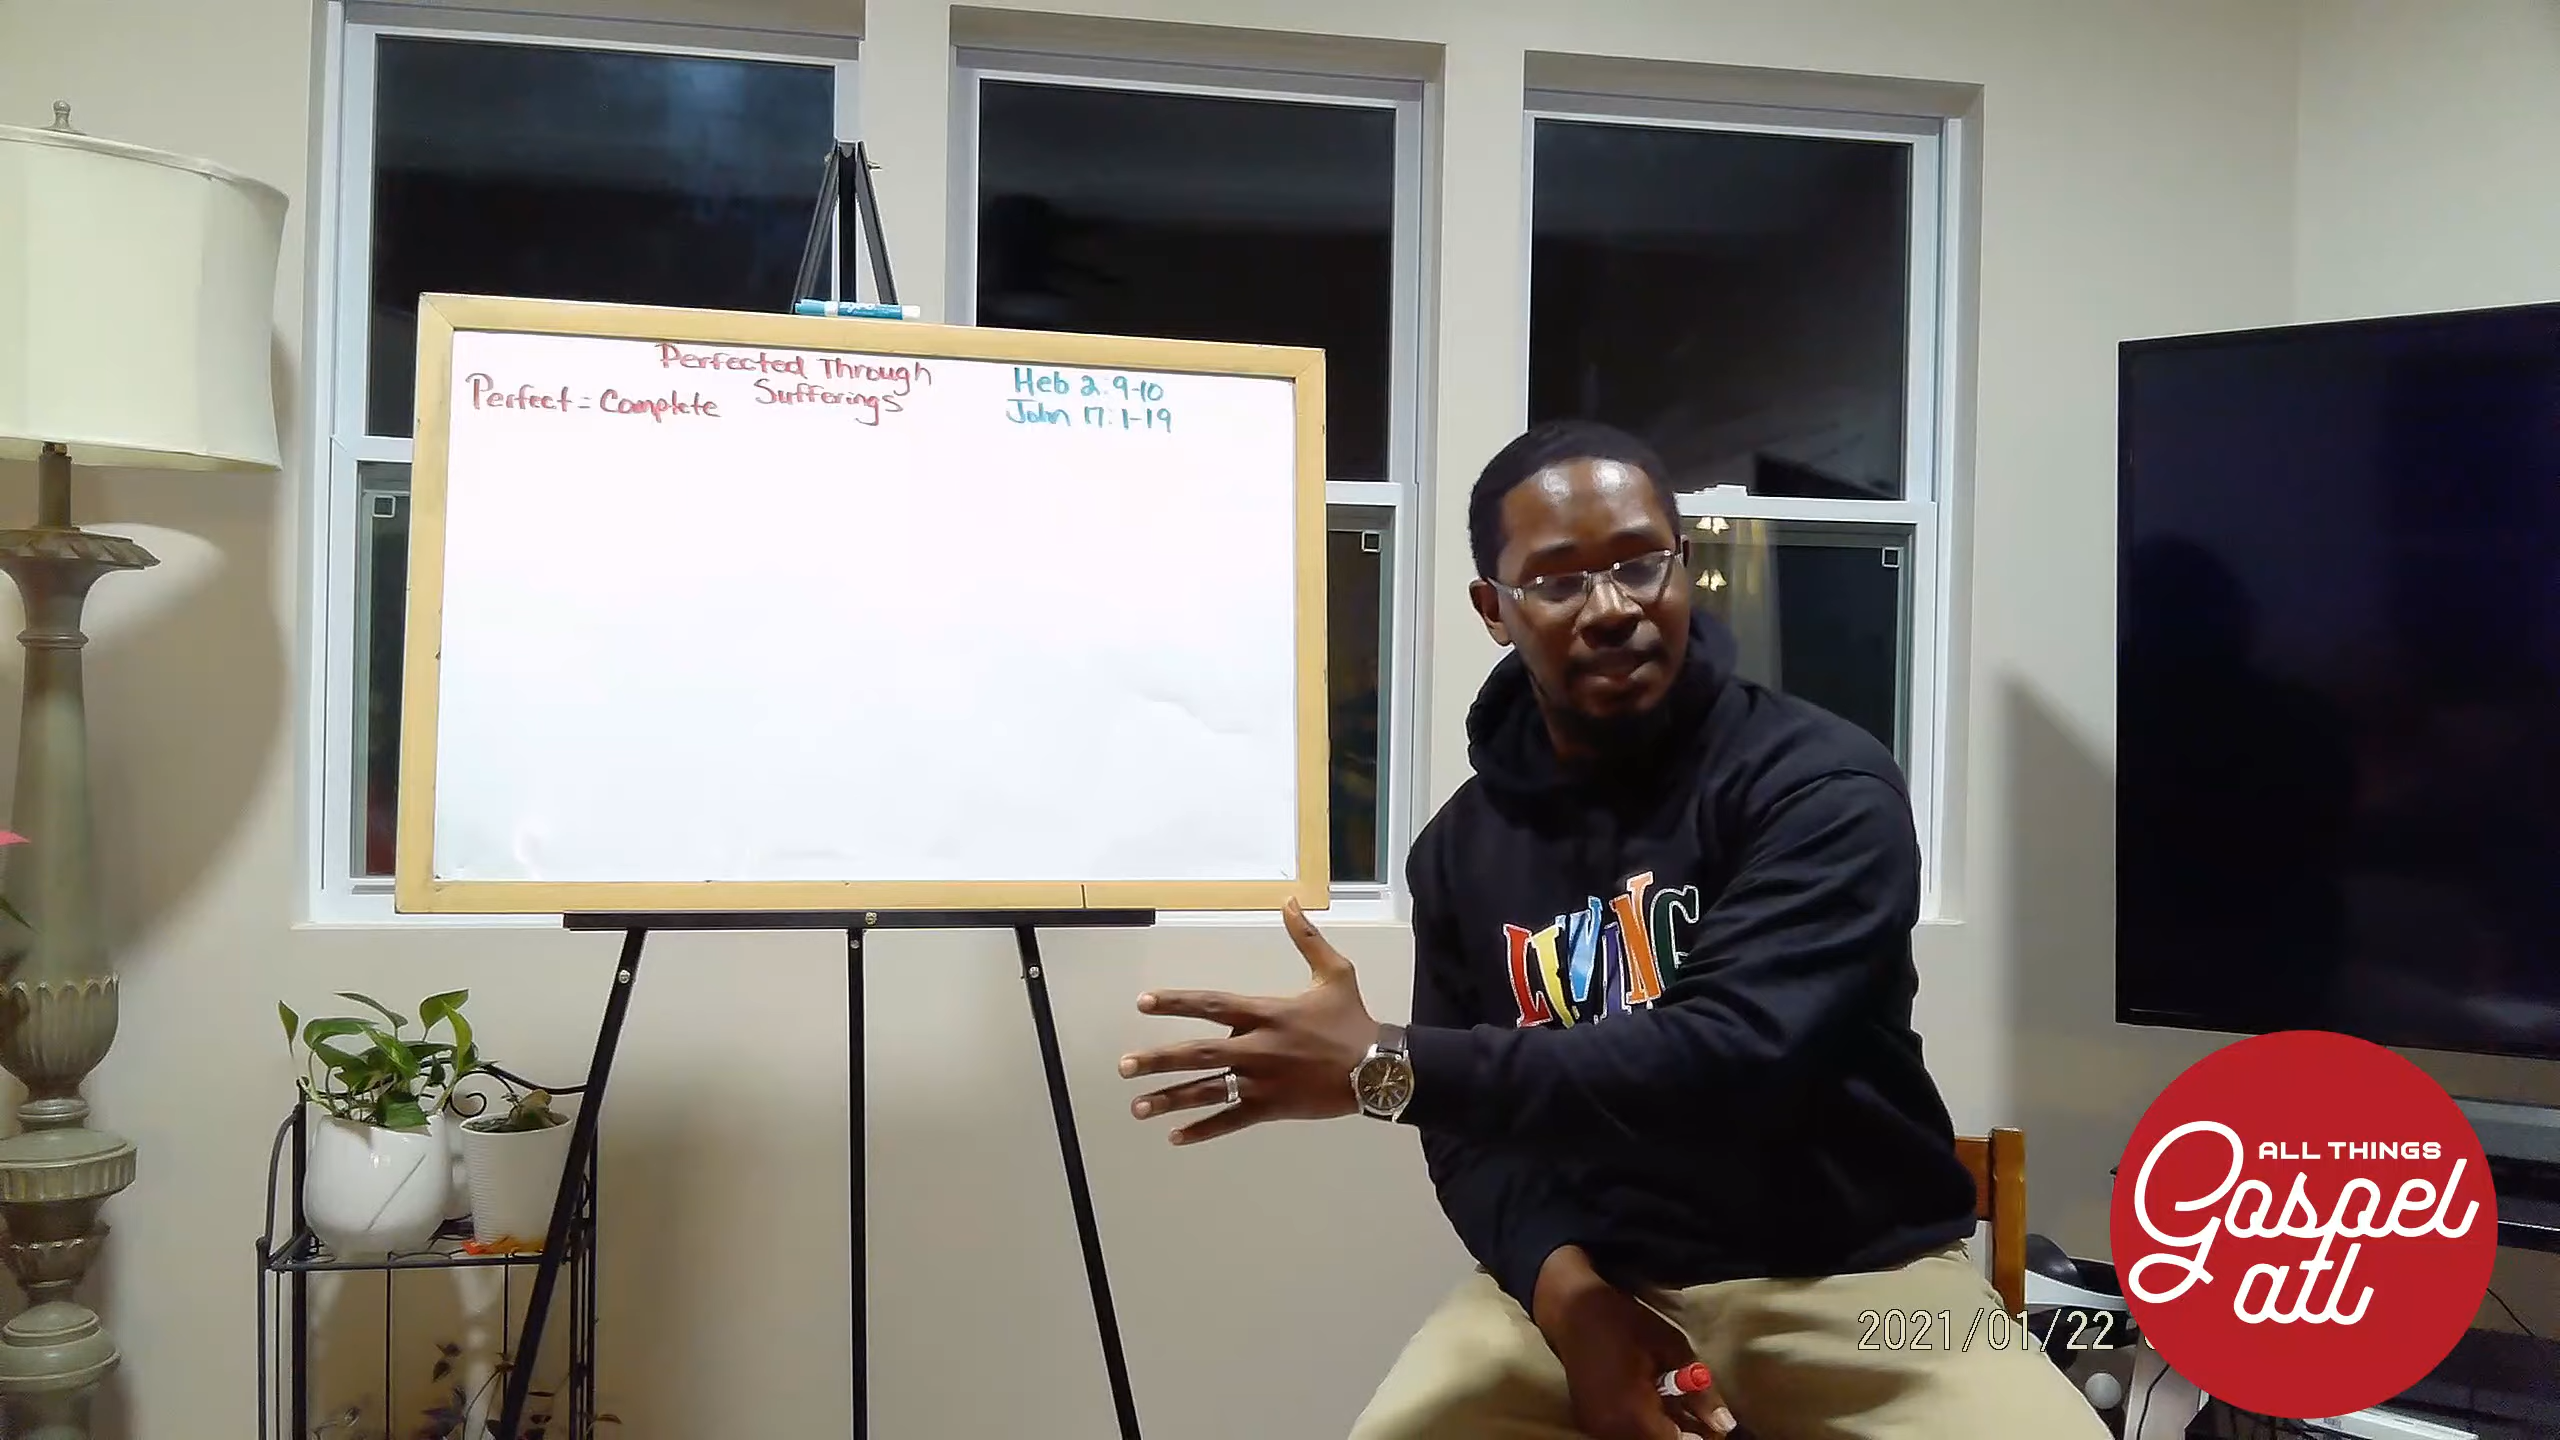 Perfected Through
Sufferings
Perfect = Complete
Heb 2:9-10
John 17:1-19
LIVING
2021/01/22
ALL THINGS
Gospel
atl